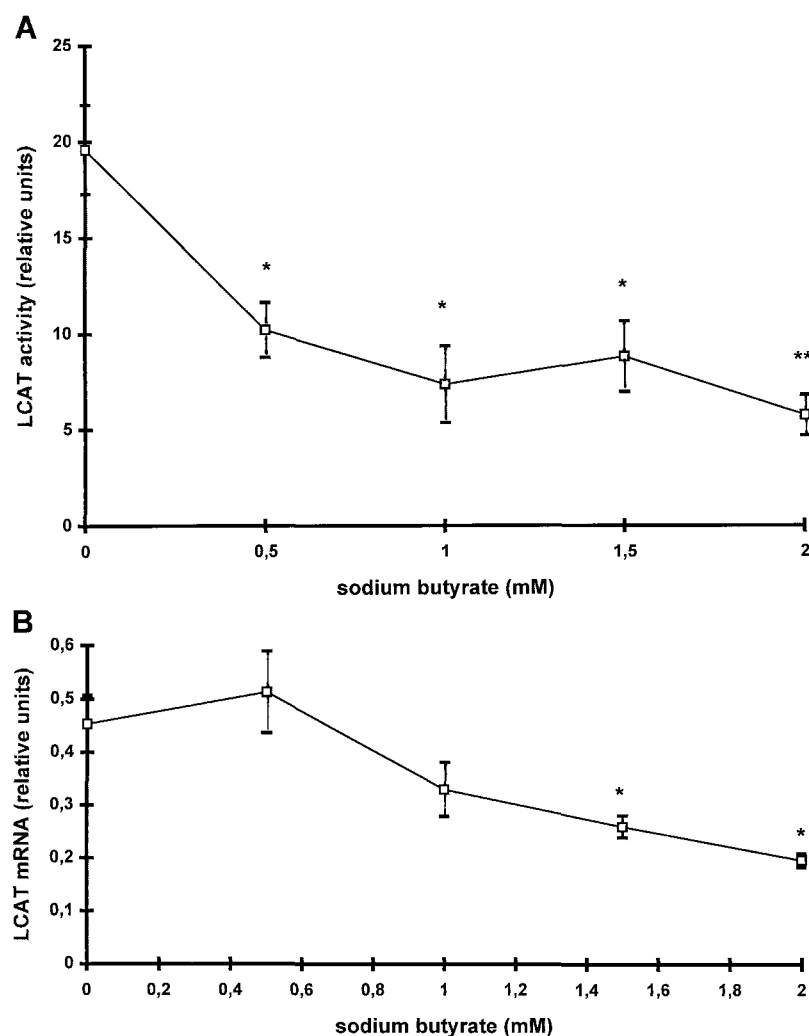 A
25
20
15
10
5
0
LCAT activity (relative units)
*
*
*
**
0 0,5 1 1,5 2
sodium butyrate (mM)
B
0,6
0,5
0,4
0,3
0,2
0,1
0
LCAT mRNA (relative units)
*
*
0 0,2 0,4 0,6 0,8 1 1,2 1,4 1,6 1,8 2
sodium butyrate (mM)